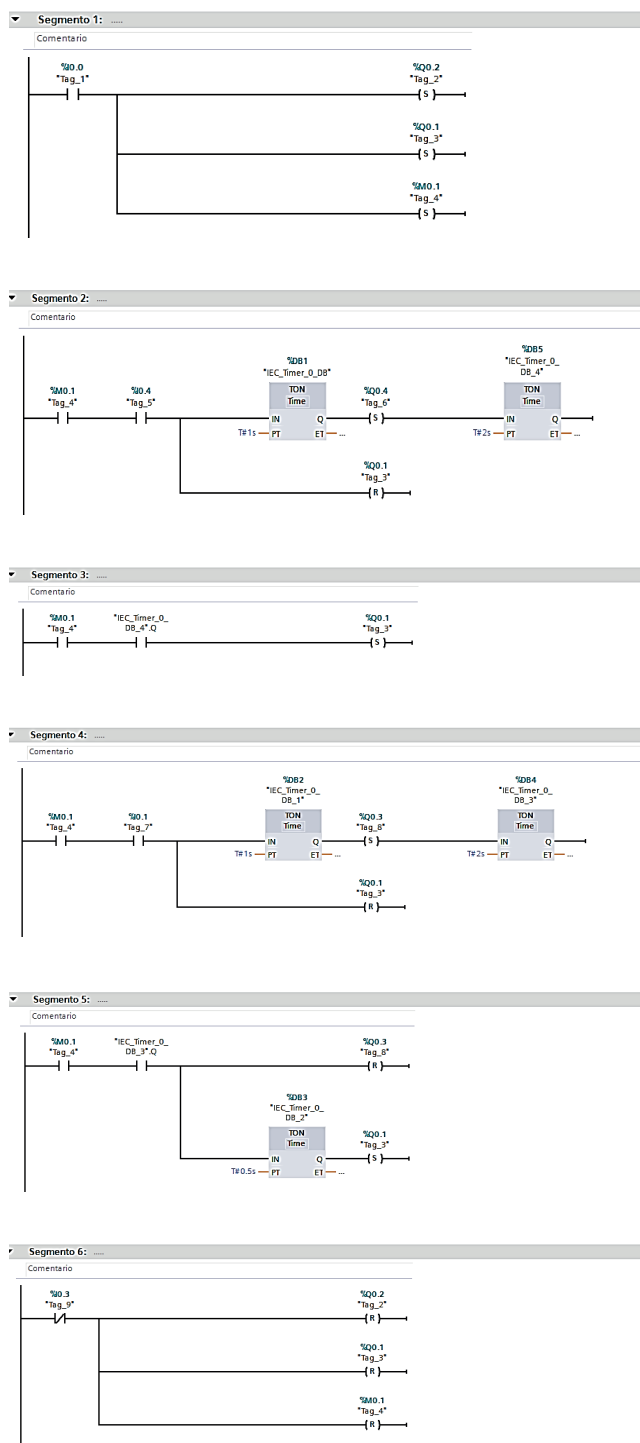 Segmento 1: .....
Comentario
%I0.0
"Tag_1"
%Q0.2
"Tag_2"
S
%Q0.1
"Tag_3"
S
%M0.1
"Tag_4"
S
Segmento 2: .....
Comentario
%M0.1
"Tag_4"
%I0.4
"Tag_5"
%DB1
"IEC_Timer_0_DB"
TON
Time
IN Q
T#1s PT ET ...
%Q0.4
"Tag_6"
S
%DB5
"IEC_Timer_0_
DB_4"
TON
Time
IN Q
T#2s PT ET ...
%Q0.1
"Tag_3"
R
Segmento 3: .....
Comentario
%M0.1
"Tag_4"
"IEC_Timer_0_
DB_4".Q
%Q0.1
"Tag_3"
S
Segmento 4: .....
Comentario
%M0.1
"Tag_4"
%I0.1
"Tag_7"
%DB2
"IEC_Timer_0_
DB_1"
TON
Time
IN Q
T#1s PT ET ...
%Q0.3
"Tag_8"
S
%DB4
"IEC_Timer_0_
DB_3"
TON
Time
IN Q
T#2s PT ET ...
%Q0.1
"Tag_3"
R
Segmento 5: .....
Comentario
%M0.1
"Tag_4"
"IEC_Timer_0_
DB_3".Q
%Q0.3
"Tag_8"
R
%DB3
"IEC_Timer_0_
DB_2"
TON
Time
IN Q
T#0.5s PT ET ...
%Q0.1
"Tag_3"
S
Segmento 6: .....
Comentario
%I0.3
"Tag_9"
%Q0.2
"Tag_2"
R
%Q0.1
"Tag_3"
R
%M0.1
"Tag_4"
R